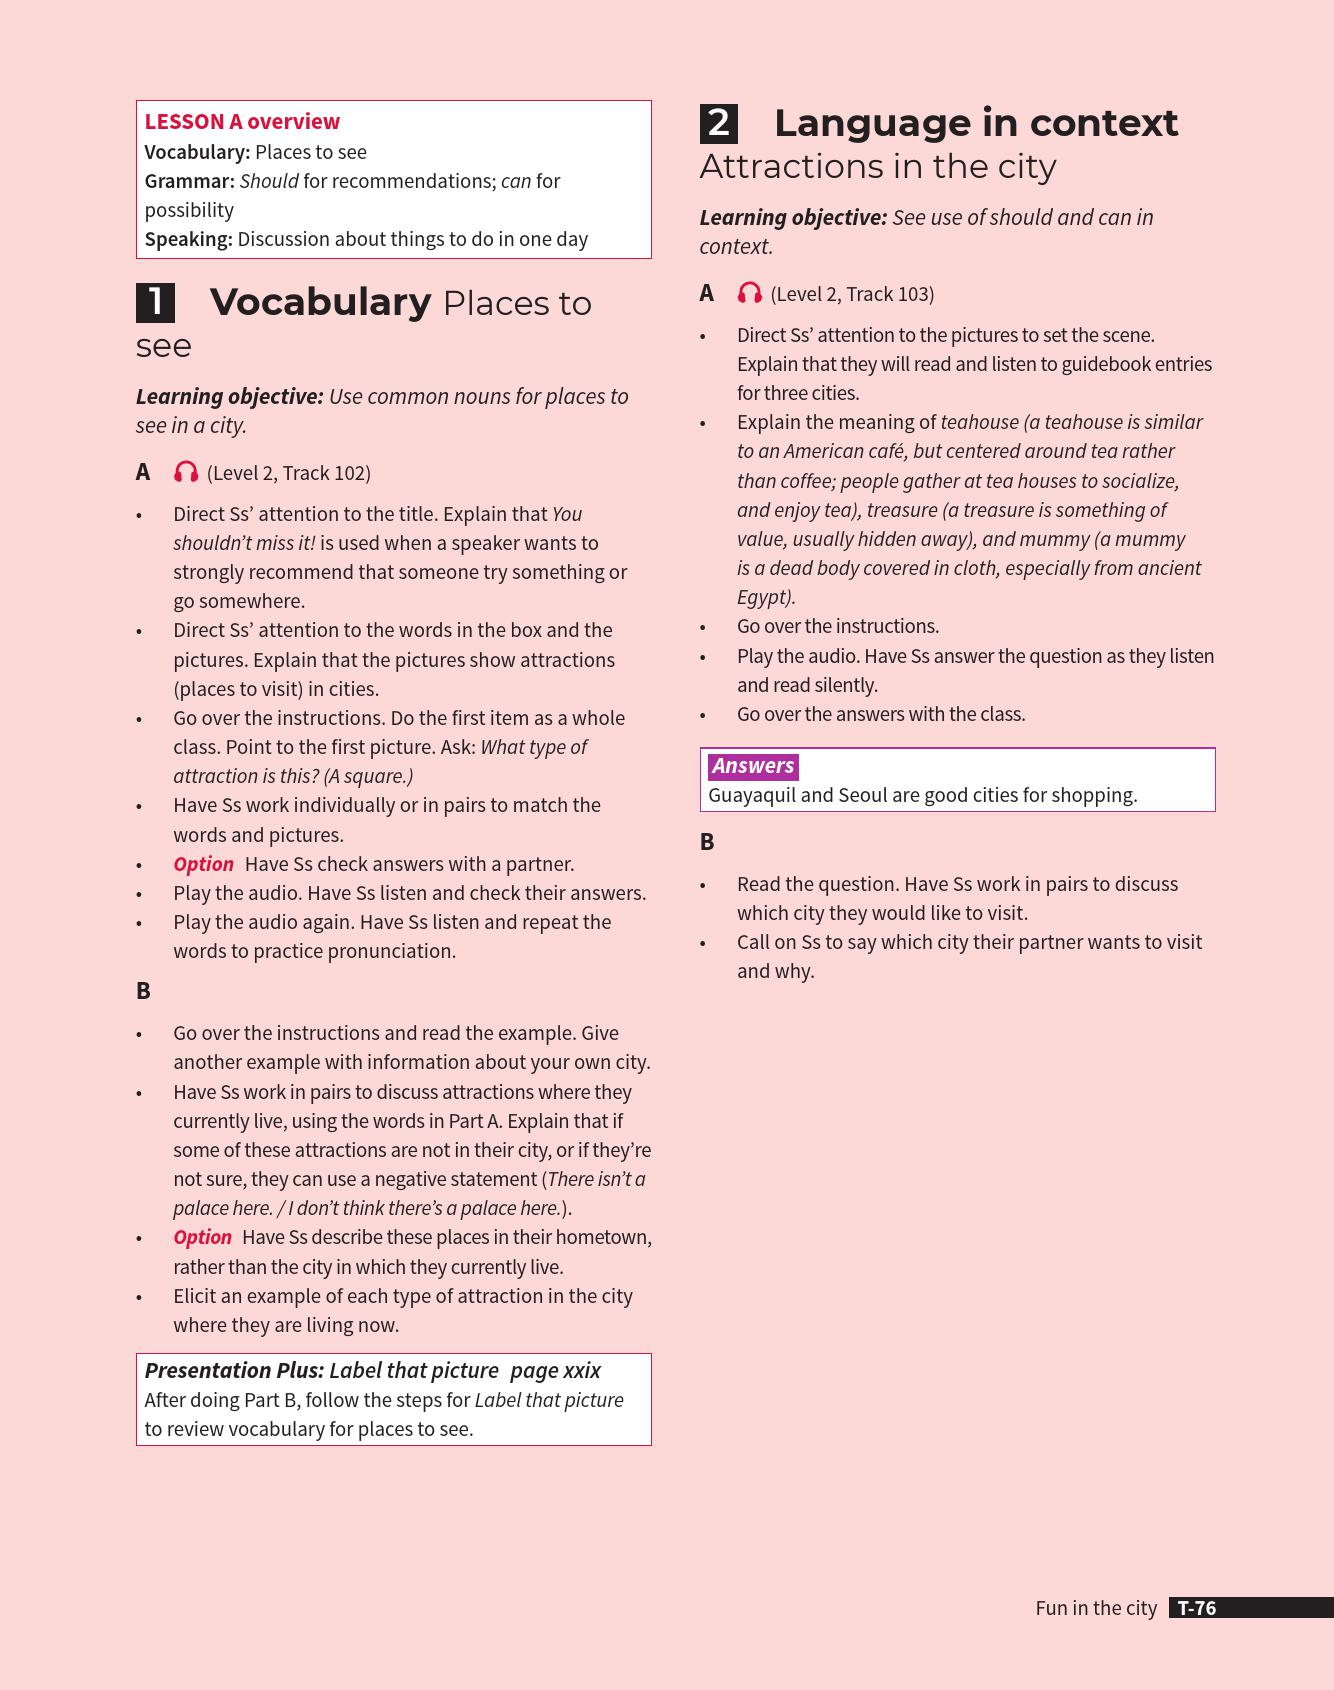 LESSON A overview
Vocabulary: Places to see
Grammar: Should for recommendations; can for
possibility
Speaking: Discussion about things to do in one day
1 Vocabulary Places to
see
Learning objective: Use common nouns for places to
see in a city.
A (Level 2, Track 102)
• Direct Ss’ attention to the title. Explain that You
shouldn’t miss it! is used when a speaker wants to
strongly recommend that someone try something or
go somewhere.
• Direct Ss’ attention to the words in the box and the
pictures. Explain that the pictures show attractions
(places to visit) in cities.
• Go over the instructions. Do the first item as a whole
class. Point to the first picture. Ask: What type of
attraction is this? (A square.)
• Have Ss work individually or in pairs to match the
words and pictures.
• Option Have Ss check answers with a partner.
• Play the audio. Have Ss listen and check their answers.
• Play the audio again. Have Ss listen and repeat the
words to practice pronunciation.
B
• Go over the instructions and read the example. Give
another example with information about your own city.
• Have Ss work in pairs to discuss attractions where they
currently live, using the words in Part A. Explain that if
some of these attractions are not in their city, or if they’re
not sure, they can use a negative statement (There isn’t a
palace here. / I don’t think there’s a palace here.).
• Option Have Ss describe these places in their hometown,
rather than the city in which they currently live.
• Elicit an example of each type of attraction in the city
where they are living now.
Presentation Plus: Label that picture page xxix
After doing Part B, follow the steps for Label that picture
to review vocabulary for places to see.
2 Language in context
Attractions in the city
Learning objective: See use of should and can in
context.
A (Level 2, Track 103)
• Direct Ss’ attention to the pictures to set the scene.
Explain that they will read and listen to guidebook entries
for three cities.
• Explain the meaning of teahouse (a teahouse is similar
to an American café, but centered around tea rather
than coffee; people gather at tea houses to socialize,
and enjoy tea), treasure (a treasure is something of
value, usually hidden away), and mummy (a mummy
is a dead body covered in cloth, especially from ancient
Egypt).
• Go over the instructions.
• Play the audio. Have Ss answer the question as they listen
and read silently.
• Go over the answers with the class.
Answers
Guayaquil and Seoul are good cities for shopping.
B
• Read the question. Have Ss work in pairs to discuss
which city they would like to visit.
• Call on Ss to say which city their partner wants to visit
and why.
Fun in the city T-76